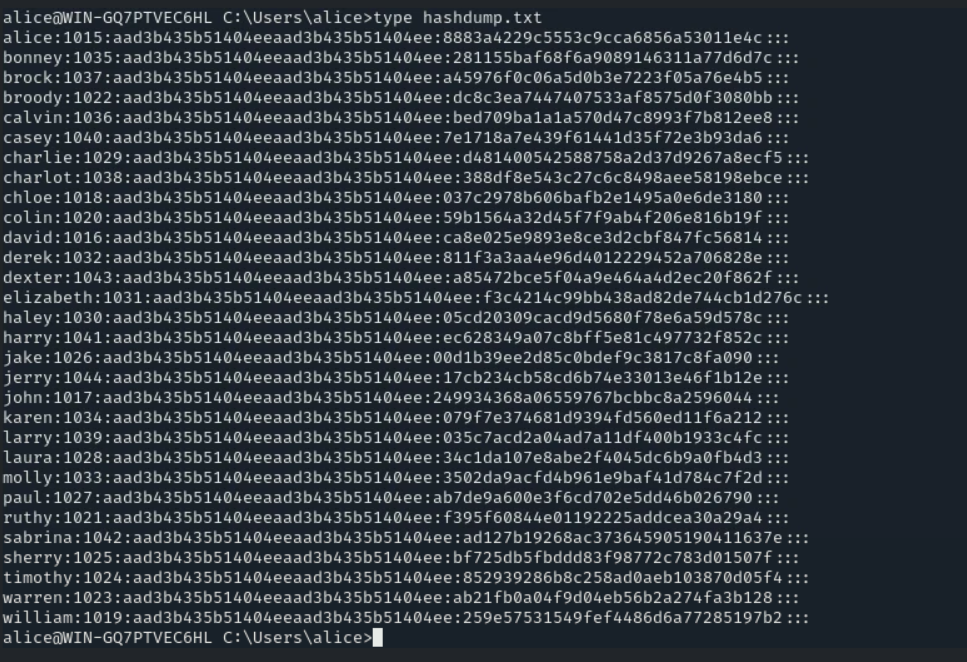 alice@WIN-GQ7PTVEC6HL C:\Users\alice>type hashdump.txt
alice:1015:aad3b435b51404eeaad3b435b51404ee:8883a4229c5553c9cca6856a53011e4c:::
bonney:1035:aad3b435b51404eeaad3b435b51404ee:281155baf68f6a9089146311a77d6d7c:::
brock:1037:aad3b435b51404eeaad3b435b51404ee:a45976f0c06a5d0b3e7223f05a76e4b5:::
broody:1022:aad3b435b51404eeaad3b435b51404ee:dc8c3ea7447407533af8575d0f3080bb:::
calvin:1036:aad3b435b51404eeaad3b435b51404ee:bed709ba1a1a570d47c8993f7b812ee8:::
casey:1040:aad3b435b51404eeaad3b435b51404ee:7e1718a7e439f61441d35f72e3b93da6:::
charlie:1029:aad3b435b51404eeaad3b435b51404ee:d481400542588758a2d37d9267a8ecf5:::
charlot:1038:aad3b435b51404eeaad3b435b51404ee:388df8e543c27c6c8498aee58198ebce:::
chloe:1018:aad3b435b51404eeaad3b435b51404ee:037c2978b606bafb2e1495a0e6de3180:::
colin:1020:aad3b435b51404eeaad3b435b51404ee:59b1564a32d45f7f9ab4f206e816b19f:::
david:1016:aad3b435b51404eeaad3b435b51404ee:ca8e025e9893e8ce3d2cbf847fc56814:::
derek:1032:aad3b435b51404eeaad3b435b51404ee:811f3a3aa4e96d4012229452a706828e:::
dexter:1043:aad3b435b51404eeaad3b435b51404ee:a85472bce5f04a9e464a4d2ec20f862f:::
elizabeth:1031:aad3b435b51404eeaad3b435b51404ee:f3c4214c99bb438ad82de744cb1d276c:::
haley:1030:aad3b435b51404eeaad3b435b51404ee:05cd20309cacd9d5680f78e6a59d578c:::
harry:1041:aad3b435b51404eeaad3b435b51404ee:ec628349a07c8bff5e81c497732f852c:::
jake:1026:aad3b435b51404eeaad3b435b51404ee:00d1b39ee2d85c0bdef9c3817c8fa090:::
jerry:1044:aad3b435b51404eeaad3b435b51404ee:17cb234cb58cd6b74e33013e46f1b12e:::
john:1017:aad3b435b51404eeaad3b435b51404ee:249934368a06559767bcbbc8a2596044:::
karen:1034:aad3b435b51404eeaad3b435b51404ee:079f7e374681d9394fd560ed11f6a212:::
larry:1039:aad3b435b51404eeaad3b435b51404ee:035c7acd2a04ad7a11df400b1933c4fc:::
laura:1028:aad3b435b51404eeaad3b435b51404ee:34c1da107e8abe2f4045dc6b9a0fb4d3:::
molly:1033:aad3b435b51404eeaad3b435b51404ee:3502da9acfd4b961e9baf41d784c7f2d:::
paul:1027:aad3b435b51404eeaad3b435b51404ee:ab7de9a600e3f6cd702e5dd46b026790:::
ruthy:1021:aad3b435b51404eeaad3b435b51404ee:f395f60844e01192225addcea30a29a4:::
sabrina:1042:aad3b435b51404eeaad3b435b51404ee:ad127b19268ac373645905190411637e:::
sherry:1025:aad3b435b51404eeaad3b435b51404ee:bf725db5fbddd83f98772c783d01507f:::
timothy:1024:aad3b435b51404eeaad3b435b51404ee:852939286b8c258ad0aeb103870d05f4:::
warren:1023:aad3b435b51404eeaad3b435b51404ee:ab21fb0a04f9d04eb56b2a274fa3b128:::
william:1019:aad3b435b51404eeaad3b435b51404ee:259e57531549fef4486d6a77285197b2:::
alice@WIN-GQ7PTVEC6HL C:\Users\alice>